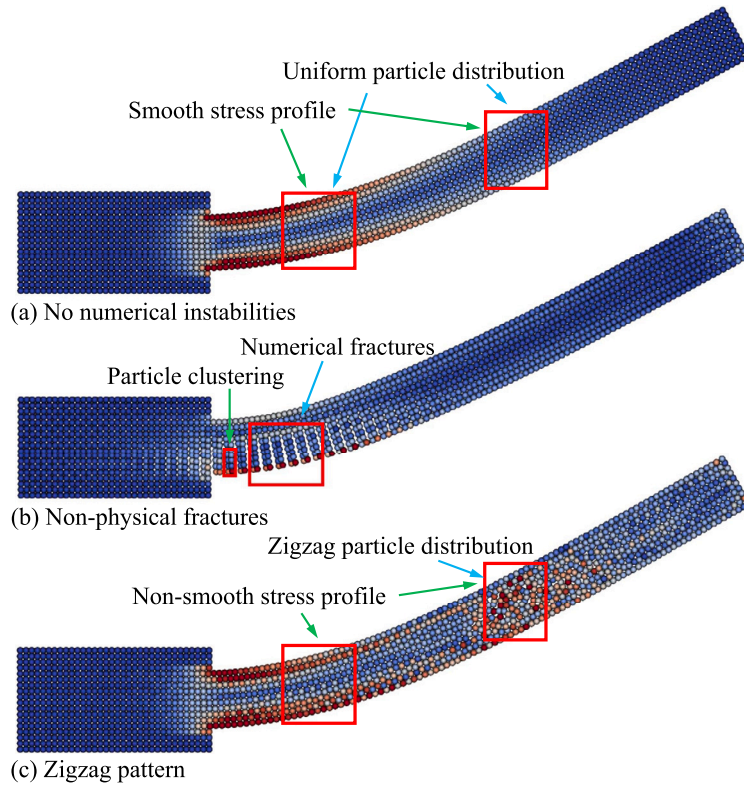 Uniform particle distribution
Smooth stress profile
(a) No numerical instabilities
Numerical fractures
Particle clustering
(b) Non-physical fractures
Zigzag particle distribution
Non-smooth stress profile
(c) Zigzag pattern